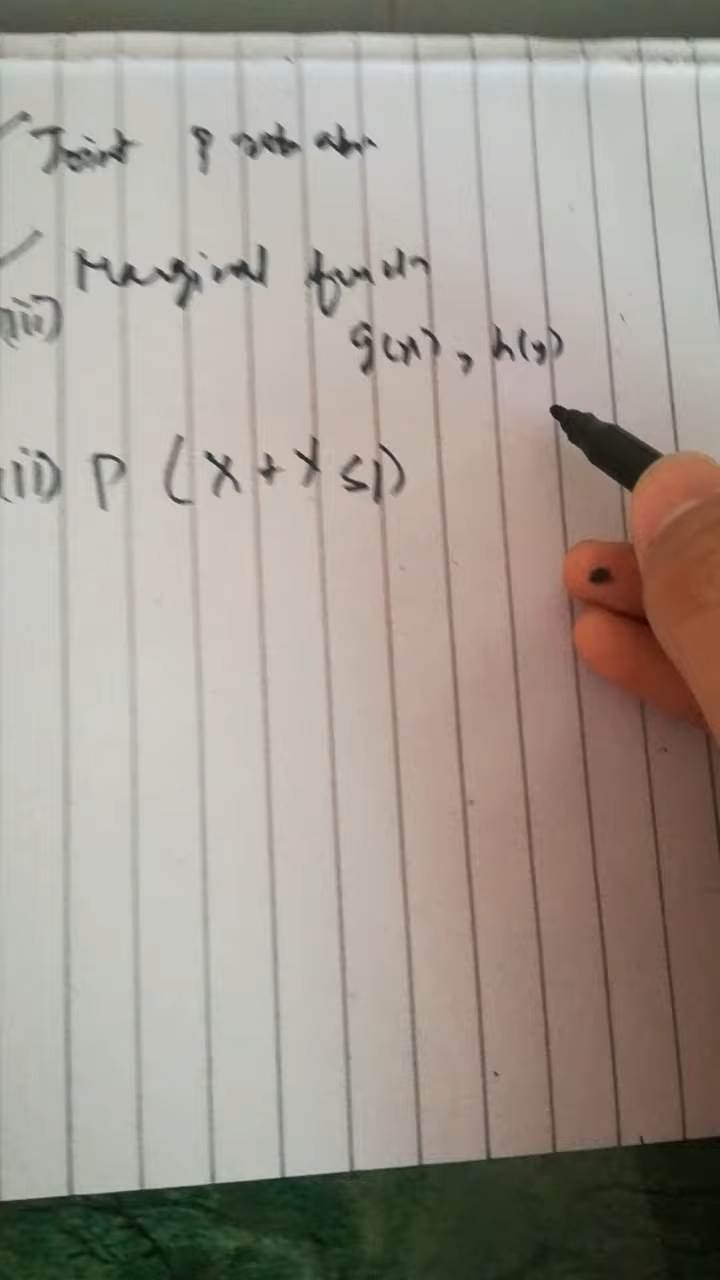 Joint
Marginal
(iii)
g(x), h(y)
(ii) P (X+Y≤1)